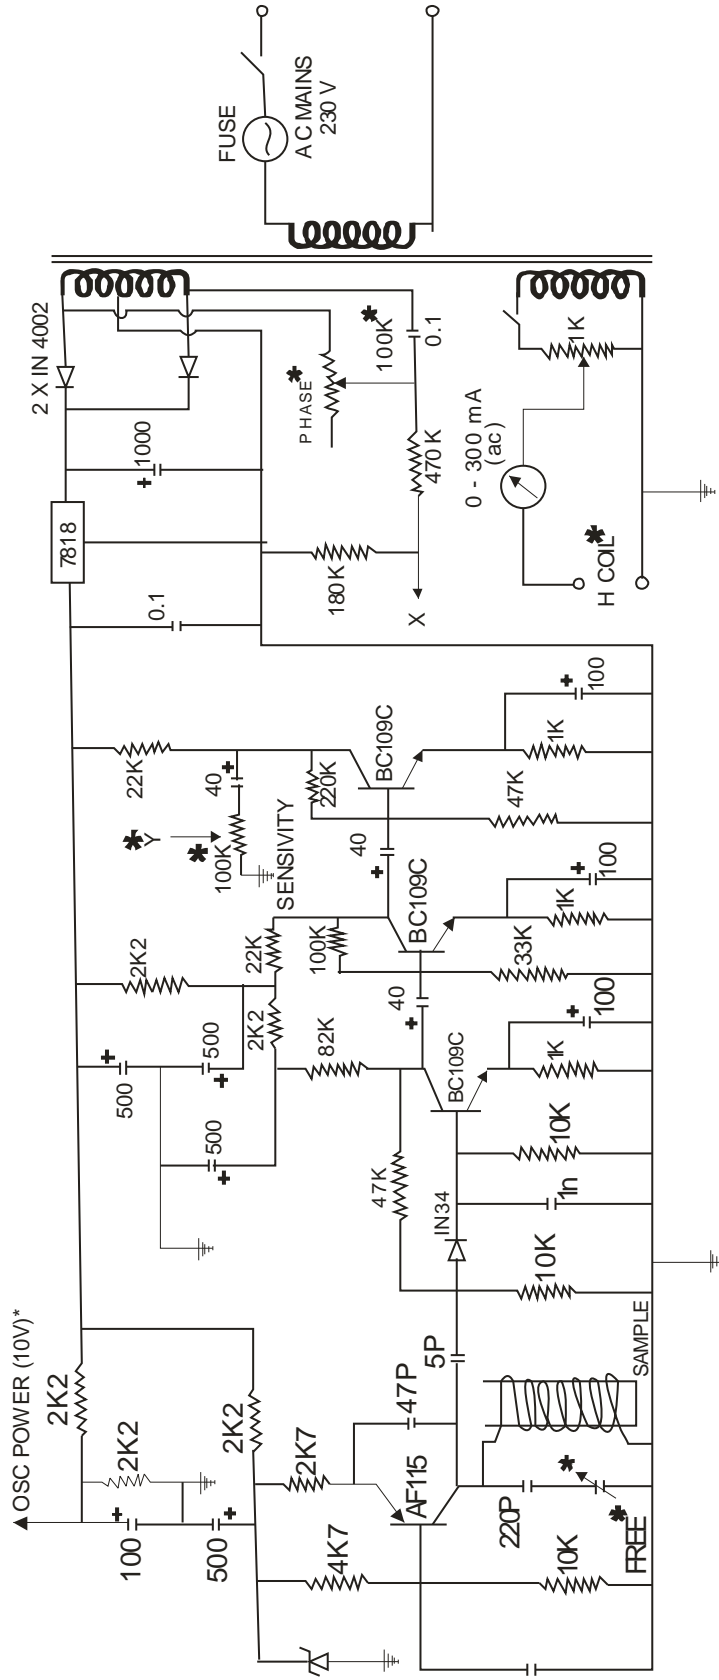 FUSE
AC MAINS
230 V
2 X IN 4002
1000
+
7818
0.1
PHASE
*
100K
*
0.1
470 K
180K
X
0 - 300 mA
(ac)
1K
H COIL
*
22K
40
+
* Y
*
100K
SENSIVITY
220K
BC109C
47K
1K
+
100
40
+
2K2
22K
100K
BC109C
33K
1K
+
100
40
+
+
500
500
+
2K2
82K
BC109C
1K
+
100
500
+
47K
IN34
10K
1n
10K
OSC POWER (10V)*
2K2
2K2
2K2
+
100
+
500
2K7
4K7
47P
5P
AF115
220P
10K
*
*
FREE
SAMPLE